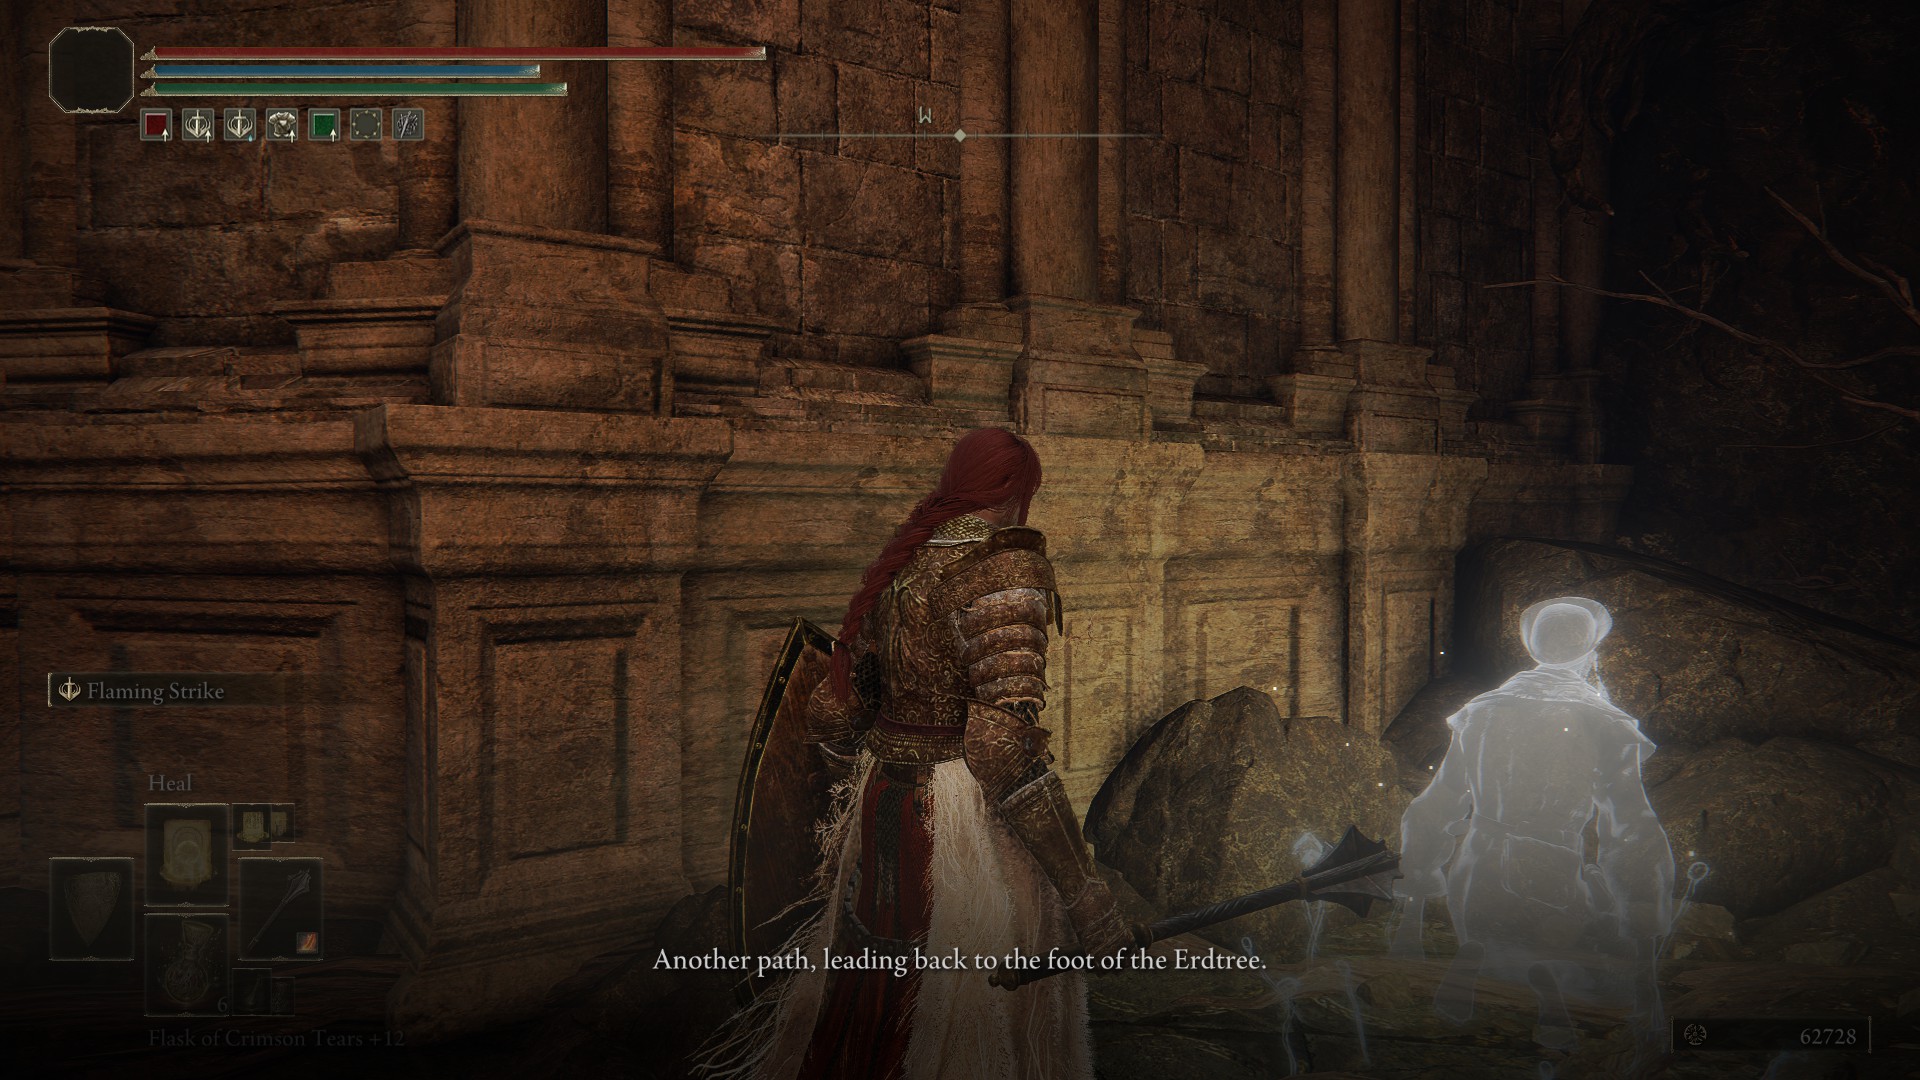 W
Flaming Strike
Heal
6
Flask of Crimson Tears +12
Another path, leading back to the foot of the Erdtree.
62728